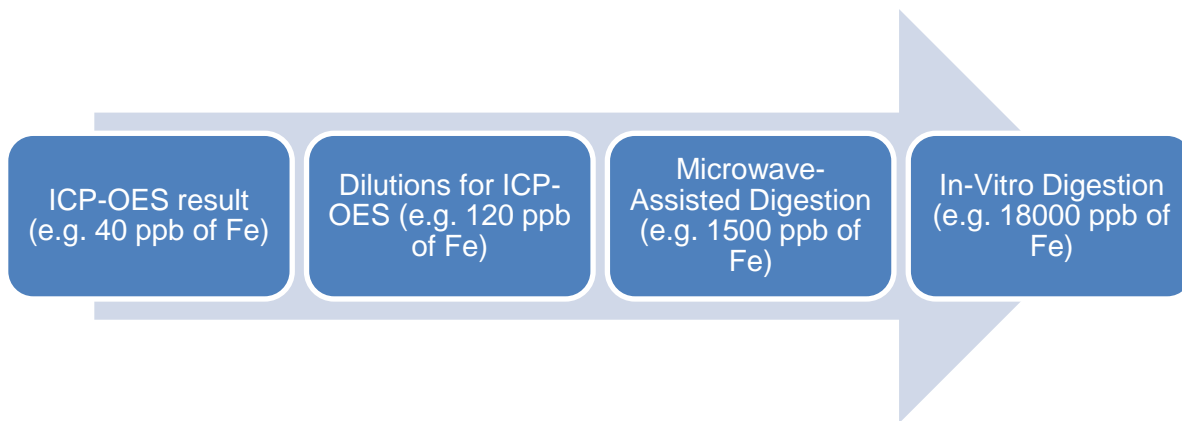 ICP-OES result
(e.g. 40 ppb of Fe)
Dilutions for ICP-
OES (e.g. 120 ppb
of Fe)
Microwave-
Assisted Digestion
(e.g. 1500 ppb of
Fe)
In-Vitro Digestion
(e.g. 18000 ppb of
Fe)